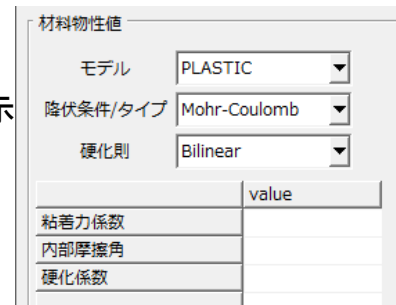 材料物性値
モデル PLASTIC
示
降伏条件/タイプ Mohr-Coulomb
硬化則 Bilinear
value
粘着力係数
内部摩擦角
硬化係数